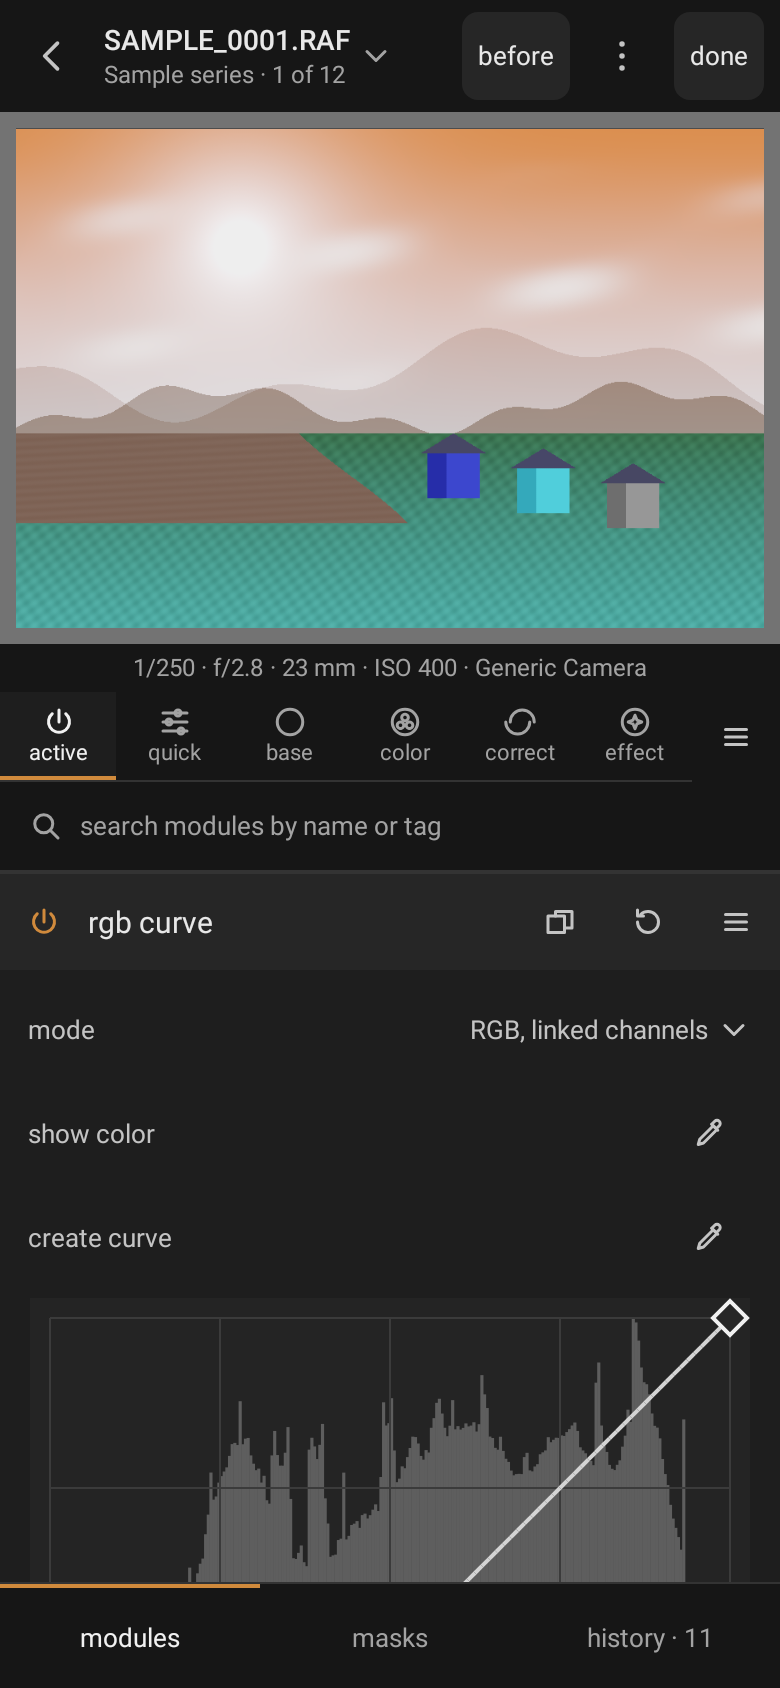 SAMPLE_0001.RAF
Sample series · 1 of 12
before
done
1/250 · f/2.8 · 23 mm · ISO 400 · Generic Camera
active
quick
base
color
correct
effect
search modules by name or tag
rgb curve
mode
RGB, linked channels
show color
create curve
modules
masks
history · 11